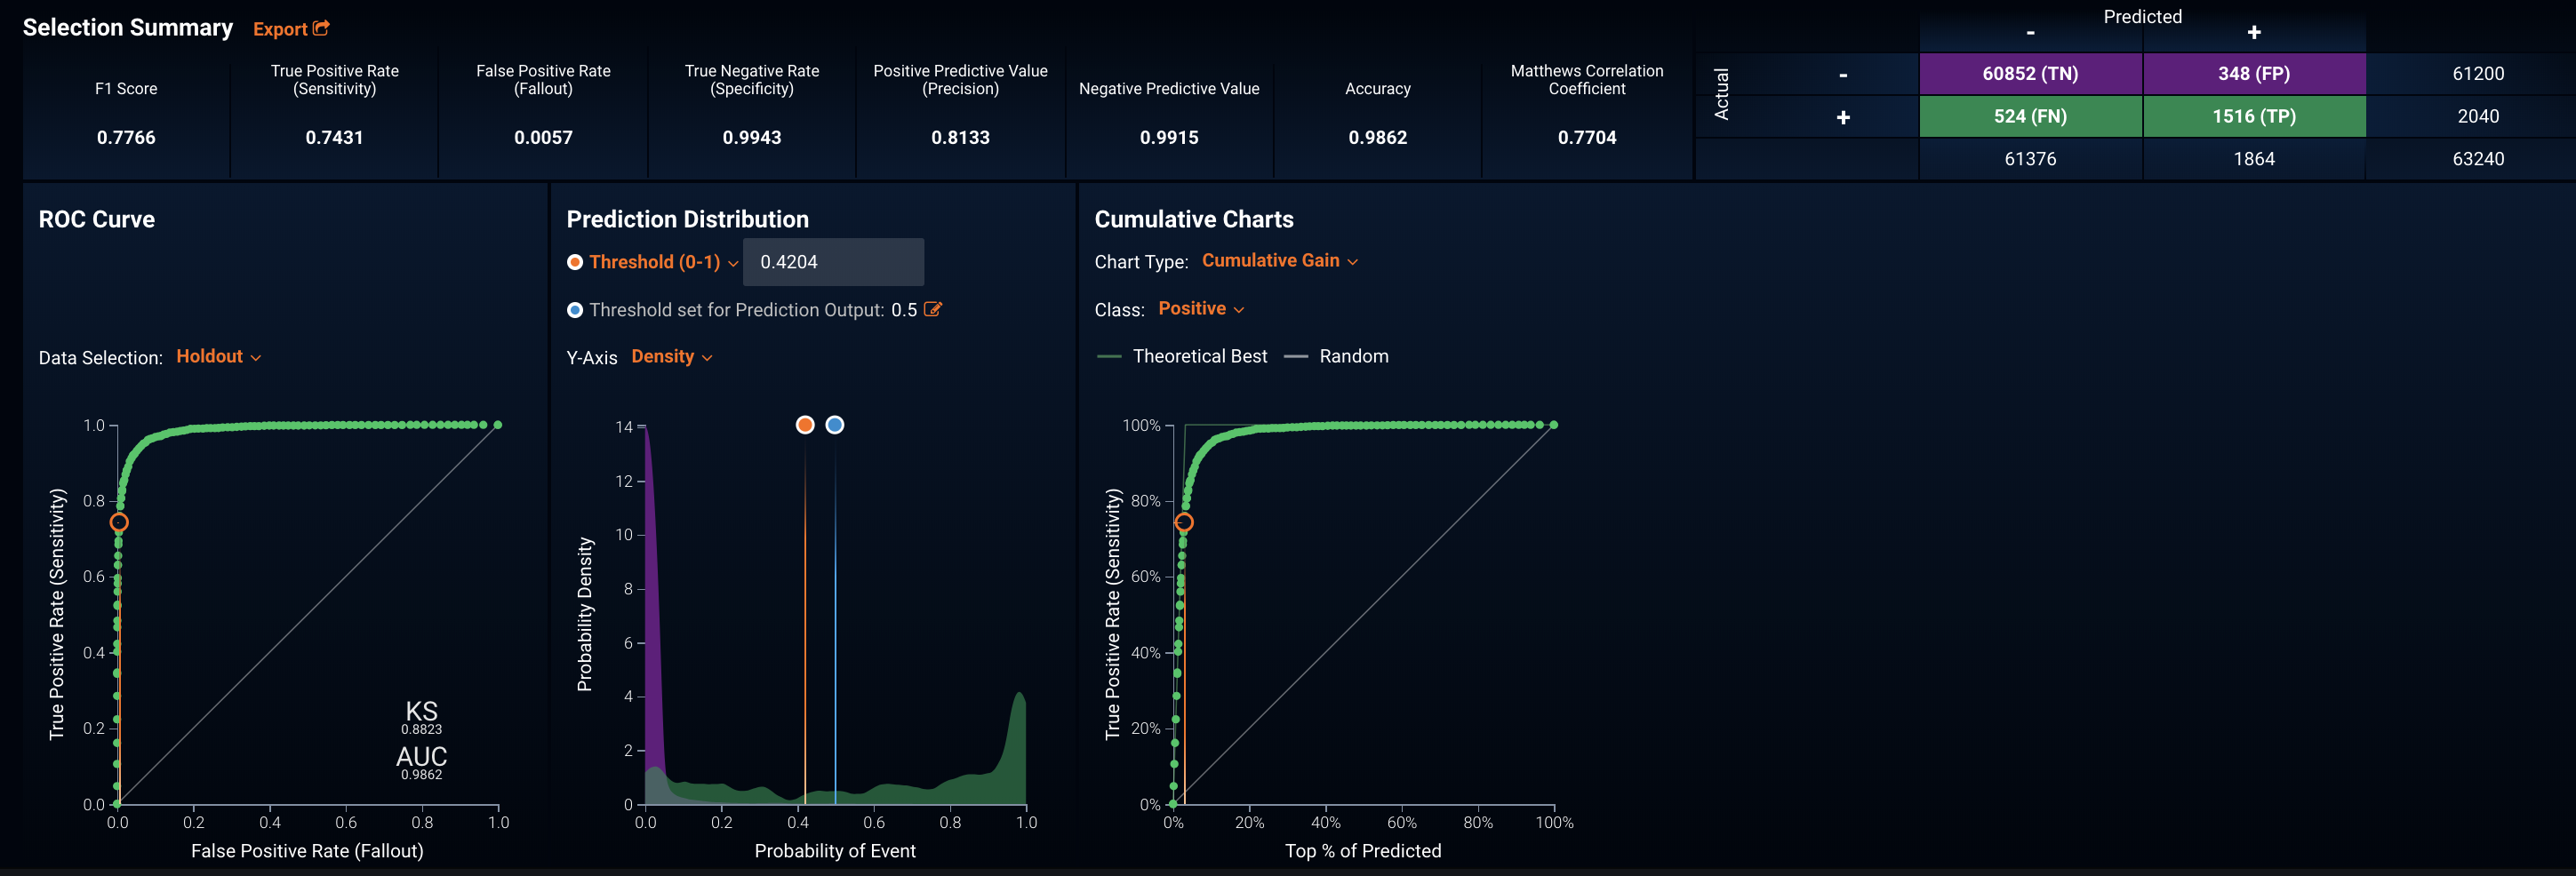 Selection Summary Export
F1 Score
0.7766
True Positive Rate
(Sensitivity)
0.7431
False Positive Rate
(Fallout)
0.0057
True Negative Rate
(Specificity)
0.9943
Positive Predictive Value
(Precision)
0.8133
Negative Predictive Value
0.9915
Accuracy
0.9862
Matthews Correlation
Coefficient
0.7704
Predicted
- +
Actual
- 60852 (TN) 348 (FP) 61200
+ 524 (FN) 1516 (TP) 2040
61376 1864 63240
ROC Curve
Data Selection: Holdout
True Positive Rate (Sensitivity)
1.0
0.8
0.6
0.4
0.2
0.0
KS
0.8823
AUC
0.9862
0.0 0.2 0.4 0.6 0.8 1.0
False Positive Rate (Fallout)
Prediction Distribution
Threshold (0-1) 0.4204
Threshold set for Prediction Output: 0.5
Y-Axis Density
Probability Density
14
12
10
8
6
4
2
0
0.0 0.2 0.4 0.6 0.8 1.0
Probability of Event
Cumulative Charts
Chart Type: Cumulative Gain
Class: Positive
Theoretical Best Random
True Positive Rate (Sensitivity)
100%
80%
60%
40%
20%
0%
0% 20% 40% 60% 80% 100%
Top % of Predicted